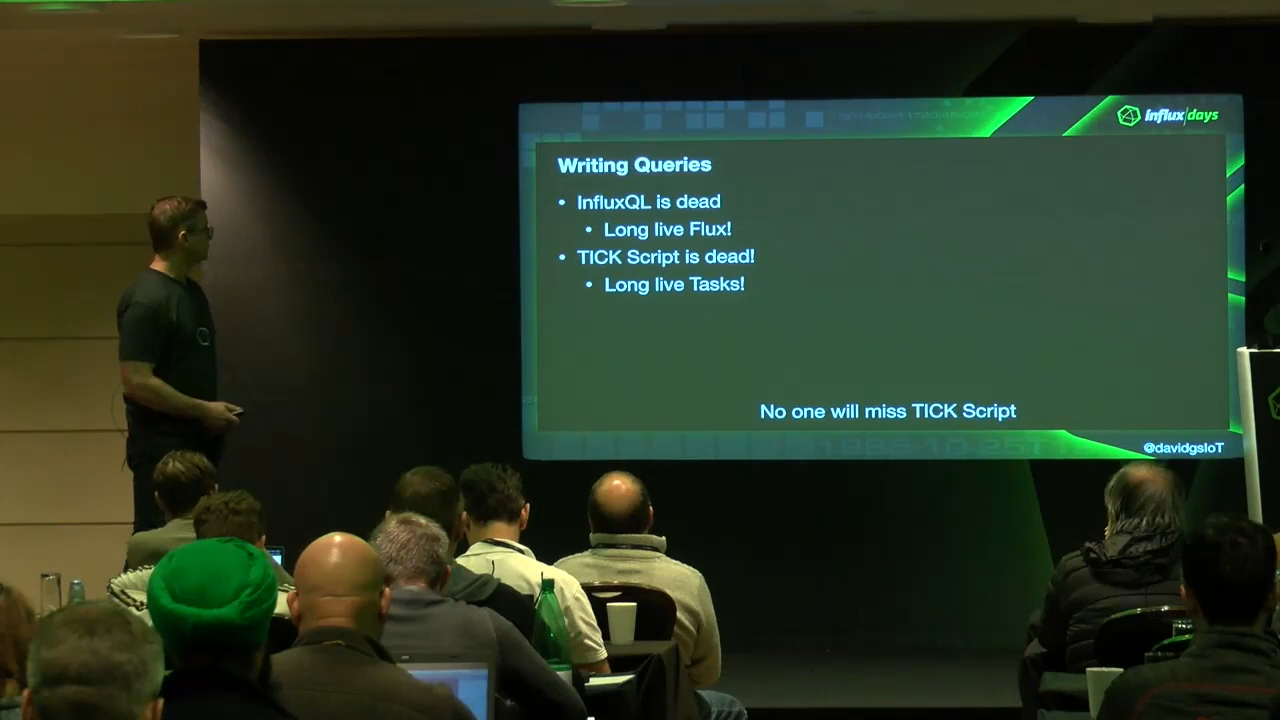 influx|days
Writing Queries
• InfluxQL is dead
• Long live Flux!
• TICK Script is dead!
• Long live Tasks!
No one will miss TICK Script
@davidgsIoT